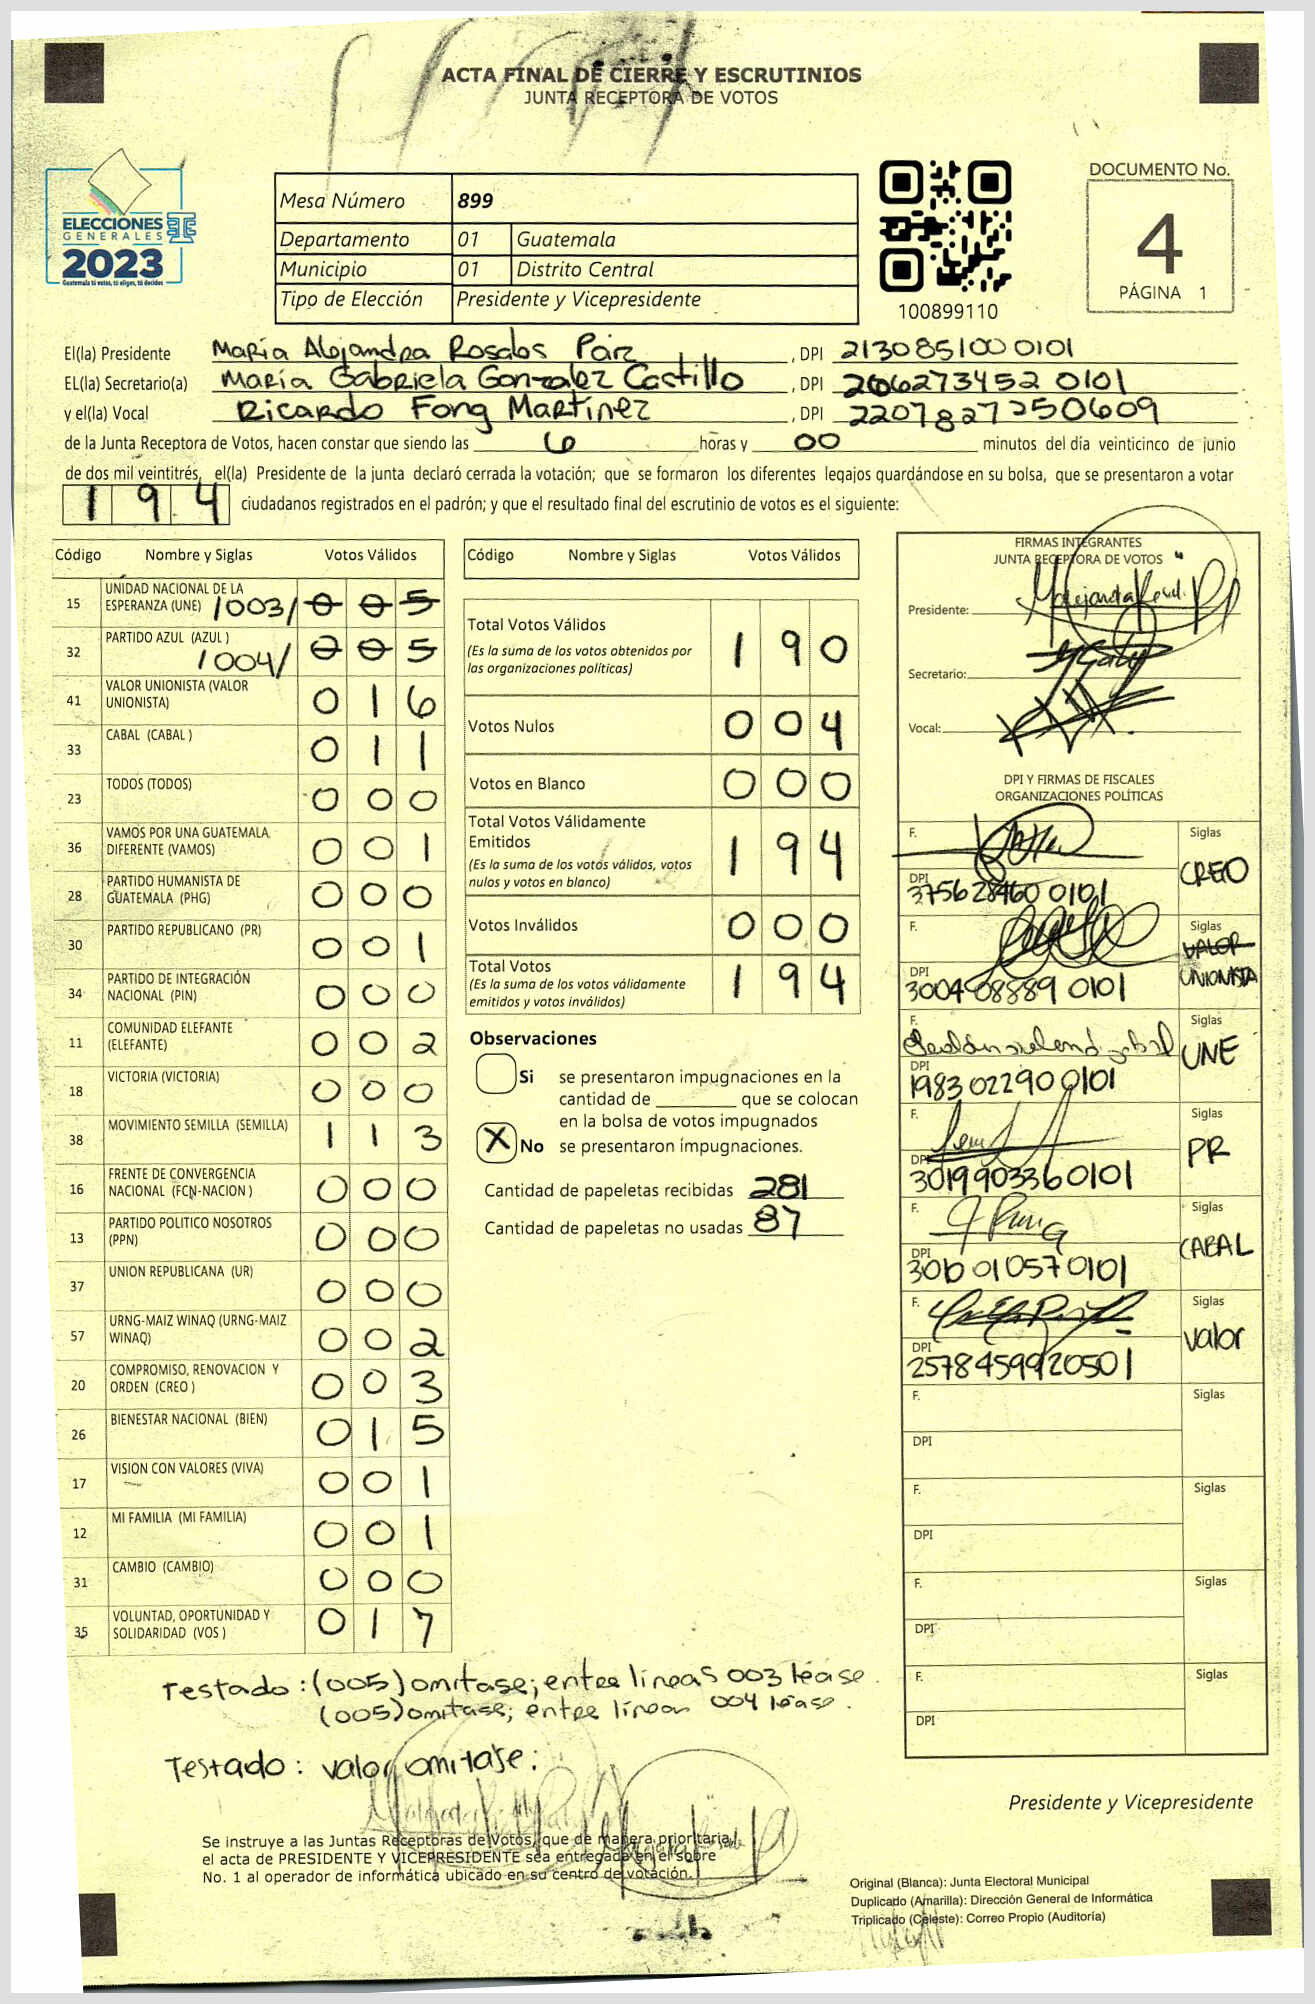 ACTA FINAL DE CIERRE Y ESCRUTINIOS
JUNTA RECEPTORA DE VOTOS
ELECCIONES
GENERALES
2023
Guatemala tú votas, tú eliges, tú decides
Mesa Número 899
Departamento 01 Guatemala
Municipio 01 Distrito Central
Tipo de Elección Presidente y Vicepresidente
100899110
DOCUMENTO No.
4
PÁGINA 1
El(la) Presidente María Alejandra Rosales Paiz, DPI 2130851000101
EL(la) Secretario(a) María Gabriela Gonzalez Castillo, DPI 2606273452 0101
y el(la) Vocal Ricardo Fong Martínez, DPI 2207827250609
de la Junta Receptora de Votos, hacen constar que siendo las 6 horas y 00 minutos del día veinticinco de junio
de dos mil veintitrés, el(la) Presidente de la junta declaró cerrada la votación; que se formaron los diferentes legajos guardándose en su bolsa, que se presentaron a votar
194 ciudadanos registrados en el padrón; y que el resultado final del escrutinio de votos es el siguiente:
Código Nombre y Siglas Votos Válidos
15 UNIDAD NACIONAL DE LA
ESPERANZA (UNE) /003/ 0 0 5
32 PARTIDO AZUL (AZUL )
/004/ 0 0 5
41 VALOR UNIONISTA (VALOR
UNIONISTA) 0 1 6
33 CABAL (CABAL ) 0 1 1
23 TODOS (TODOS) 0 0 0
36 VAMOS POR UNA GUATEMALA
DIFERENTE (VAMOS) 0 0 1
28 PARTIDO HUMANISTA DE
GUATEMALA (PHG) 0 0 0
30 PARTIDO REPUBLICANO (PR) 0 0 1
34 PARTIDO DE INTEGRACIÓN
NACIONAL (PIN) 0 0 0
11 COMUNIDAD ELEFANTE
(ELEFANTE) 0 0 2
18 VICTORIA (VICTORIA) 0 0 0
38 MOVIMIENTO SEMILLA (SEMILLA) 1 1 3
16 FRENTE DE CONVERGENCIA
NACIONAL (FCN-NACION ) 0 0 0
13 PARTIDO POLITICO NOSOTROS
(PPN) 0 0 0
37 UNION REPUBLICANA (UR) 0 0 0
57 URNG-MAIZ WINAQ (URNG-MAIZ
WINAQ) 0 0 2
20 COMPROMISO, RENOVACION Y
ORDEN (CREO ) 0 0 3
26 BIENESTAR NACIONAL (BIEN) 0 1 5
17 VISION CON VALORES (VIVA) 0 0 1
12 MI FAMILIA (MI FAMILIA) 0 0 1
31 CAMBIO (CAMBIO) 0 0 0
35 VOLUNTAD, OPORTUNIDAD Y
SOLIDARIDAD (VOS ) 0 1 7
Código Nombre y Siglas Votos Válidos
Total Votos Válidos 1 9 0
(Es la suma de los votos obtenidos por
las organizaciones políticas)
Votos Nulos 0 0 4
Votos en Blanco 0 0 0
Total Votos Válidamente
Emitidos 1 9 4
(Es la suma de los votos válidos, votos
nulos y votos en blanco)
Votos Inválidos 0 0 0
Total Votos 1 9 4
(Es la suma de los votos válidamente
emitidos y votos inválidos)
Observaciones
Si se presentaron impugnaciones en la
cantidad de ________ que se colocan
en la bolsa de votos impugnados
X No se presentaron impugnaciones.
Cantidad de papeletas recibidas 281
Cantidad de papeletas no usadas 87
FIRMAS INTEGRANTES
JUNTA RECEPTORA DE VOTOS
Presidente:
Secretario:
Vocal:
DPI Y FIRMAS DE FISCALES
ORGANIZACIONES POLÍTICAS
F. Siglas
CREO
DPI
375628460 0101
F. Siglas
VALOR
UNIONISTA
DPI
300408889 0101
F. Siglas
UNE
DPI
198302290 0101
F. Siglas
PR
DPI
3019903360101
F. Siglas
CABAL
DPI
010570101
F. Siglas
Valor
DPI
2578459920501
F. Siglas
DPI
F. Siglas
DPI
F. Siglas
DPI
F. Siglas
DPI
Testado: (005) omitase; entre líneas 003 léase.
(005) omitase; entre líneas 004 léase.
Testado: valor omitase:
Presidente y Vicepresidente
Se instruye a las Juntas Receptoras de Votos, que de manera prioritaria,
el acta de PRESIDENTE Y VICEPRESIDENTE sea entregada en el sobre
No. 1 al operador de informática ubicado en su centro de votación.
Original (Blanca): Junta Electoral Municipal
Duplicado (Amarilla): Dirección General de Informática
Triplicado (Celeste): Correo Propio (Auditoría)